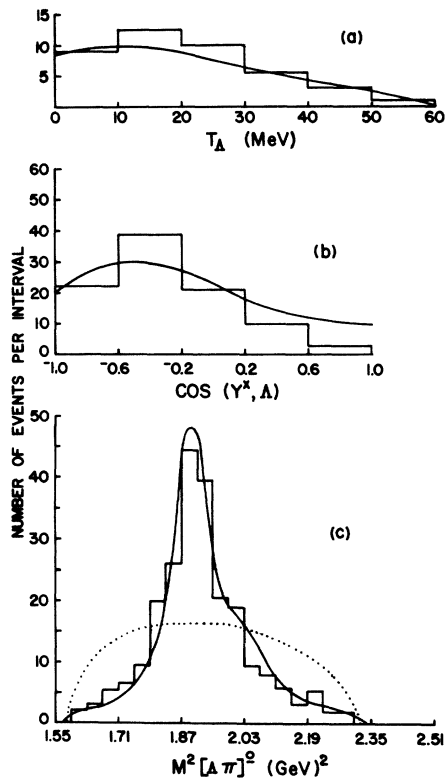 15
10
5
(a)
0 10 20 30 40 50 60
T_Λ (MeV)
60
50
40
30
20
10
0
(b)
-1.0 -0.6 -0.2 0.2 0.6 1.0
COS (Y^X, Λ)
NUMBER OF EVENTS PER INTERVAL
50
40
30
20
10
0
(c)
1.55 1.71 1.87 2.03 2.19 2.35 2.51
M² [Λ π]⁰ (GeV)²